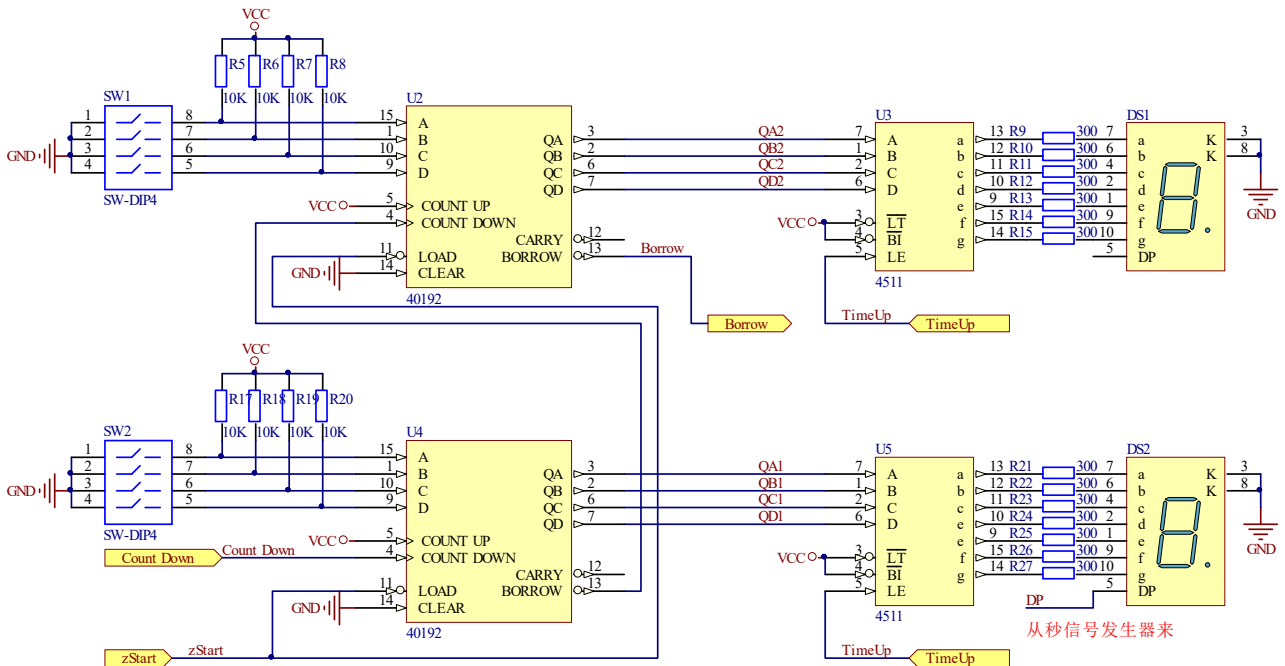 VCC
R5 R6 R7 R8
10K 10K 10K 10K
SW1
1 8
2 7
3 6
4 5
GND
SW-DIP4
U2
15 A
1 B
10 C
9 D
QA 3
QB 2
QC 6
QD 7
VCC 5 COUNT UP
4 COUNT DOWN
CARRY 12
11 LOAD
BORROW 13
GND 14 CLEAR
40192
QA2
QB2
QC2
QD2
Borrow
Borrow
U3
7 A
1 B
2 C
6 D
VCC 3 LT
4 BI
5 LE
4511
a 13 R9 300 7 a
b 12 R10 300 6 b
c 11 R11 300 4 c
d 10 R12 300 2 d
e 9 R13 300 1 e
f 15 R14 300 9 f
g 14 R15 300 10 g
5 DP
DS1
K 3
K 8
GND
TimeUp
TimeUp
VCC
R17 R18 R19 R20
10K 10K 10K 10K
SW2
1 8
2 7
3 6
4 5
GND
SW-DIP4
U4
15 A
1 B
10 C
9 D
QA 3
QB 2
QC 6
QD 7
VCC 5 COUNT UP
Count Down Count Down 4 COUNT DOWN
CARRY 12
11 LOAD
BORROW 13
GND 14 CLEAR
40192
zStart zStart
QA1
QB1
QC1
QD1
U5
7 A
1 B
2 C
6 D
VCC 3 LT
4 BI
5 LE
4511
a 13 R21 300 7 a
b 12 R22 300 6 b
c 11 R23 300 4 c
e 10 R24 300 2 d
e 9 R25 300 1 e
f 15 R26 300 9 f
g 14 R27 300 10 g
5 DP
DS2
K 3
K 8
GND
DP
从秒信号发生器来
TimeUp
TimeUp